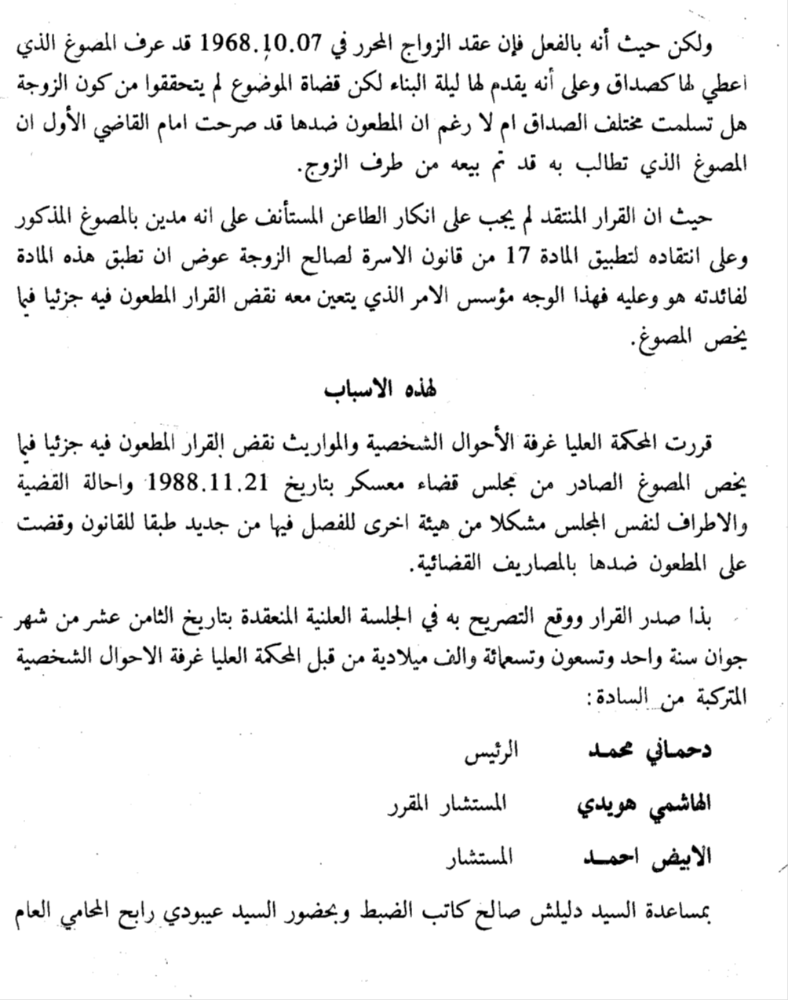 ولكن حيث أنه بالفعل فإن عقد الزواج المحرر في 1968.10.07 قد عرف المصوغ الذي
اعطي لها كصداق وعلى أنه يقدم لها ليلة البناء لكن قضاة الموضوع لم يتحققوا من كون الزوجة
هل تسلمت مختلف الصداق ام لا رغم ان المطعون ضدها قد صرحت امام القاضي الأول ان
المصوغ الذي تطالب به قد تم بيعه من طرف الزوج.
حيث ان القرار المنتقد لم يجب على انكار الطاعن المستأنف على انه مدين بالمصوغ المذكور
وعلى انتقاده لتطبيق المادة 17 من قانون الاسرة لصالح الزوجة عوض ان تطبق هذه المادة
لفائدته هو وعليه فهذا الوجه مؤسس الامر الذي يتعين معه نقض القرار المطعون فيه جزئيا فيما
يخص المصوغ.
لهذه الاسباب
قررت المحكمة العليا غرفة الأحوال الشخصية والمواريث نقض القرار المطعون فيه جزئيا فيما
يخص المصوغ الصادر من مجلس قضاء معسكر بتاريخ 1988.11.21 واحالة القضية
والاطراف لنفس المجلس مشكلا من هيئة اخرى للفصل فيها من جديد طبقا للقانون وقضت
على المطعون ضدها بالمصاريف القضائية.
بذا صدر القرار ووقع التصريح به في الجلسة العلنية المنعقدة بتاريخ الثامن عشر من شهر
جوان سنة واحد وتسعون وتسعمائة والف ميلادية من قبل المحكمة العليا غرفة الاحوال الشخصية
المتركبة من السادة:
دحماني محمد الرئيس
الهاشمي هويدي المستشار المقرر
الابيض احمد المستشار
بمساعدة السيد دليلش صالح كاتب الضبط وبحضور السيد عيبودي رابح المحامي العام